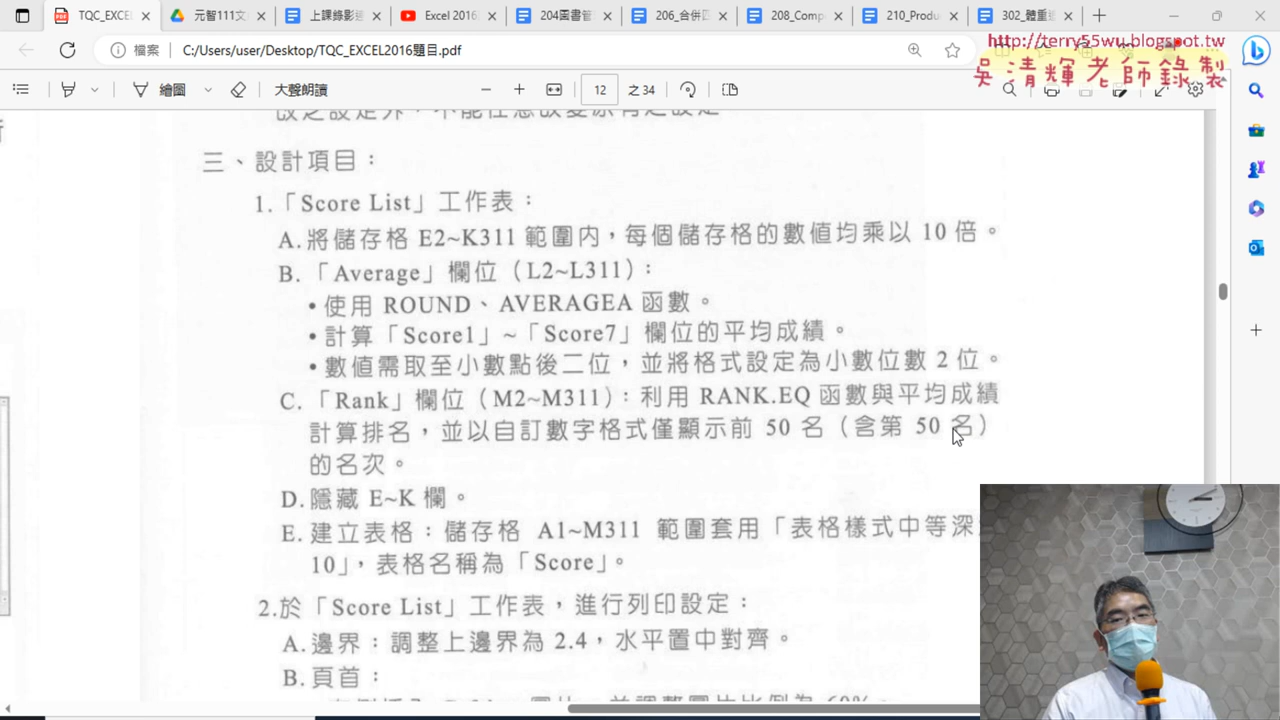 TQC_EXCEL
元智111文
上課錄影
Excel 2016
204圖書管
206_合併
208_Comp
210_Produ
302_體重
檔案
C:/Users/user/Desktop/TQC_EXCEL2016題目.pdf
http://terry55wu.blogspot.tw
吳清輝老師錄製
繪圖
大聲朗讀
12
之 34
三、設計項目：
1.「Score List」工作表：
A.將儲存格 E2~K311 範圍內，每個儲存格的數值均乘以 10 倍。
B.「Average」欄位（L2~L311）：
•使用 ROUND、AVERAGEA 函數。
•計算「Score1」~「Score7」欄位的平均成績。
•數值需取至小數點後二位，並將格式設定為小數位數 2 位。
C.「Rank」欄位（M2~M311）：利用 RANK.EQ 函數與平均成績
計算排名，並以自訂數字格式僅顯示前 50 名（含第 50 名）
的名次。
D.隱藏 E~K 欄。
E.建立表格：儲存格 A1~M311 範圍套用「表格樣式中等深
10」，表格名稱為「Score」。
2.於「Score List」工作表，進行列印設定：
A.邊界：調整上邊界為 2.4，水平置中對齊。
B.頁首：